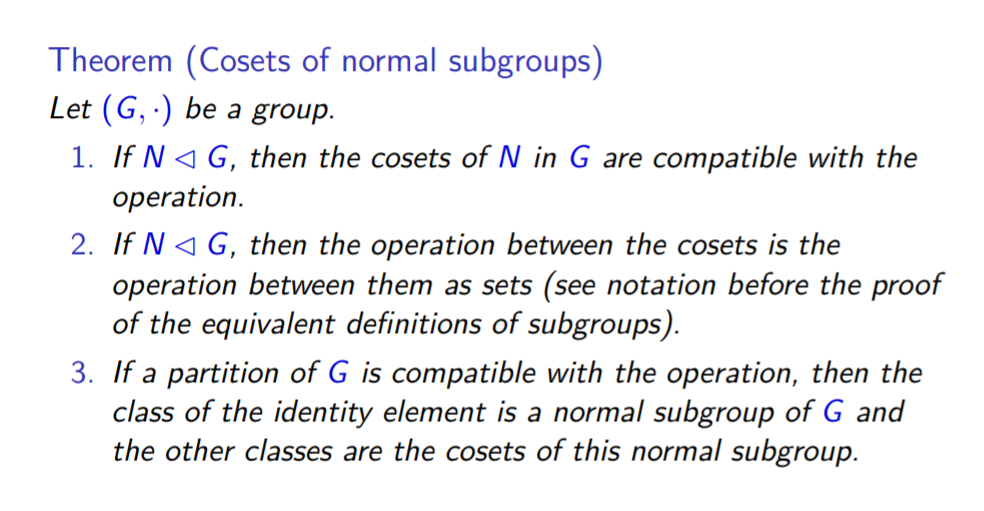 Theorem (Cosets of normal subgroups)
Let (G, ·) be a group.
1. If N ◁ G, then the cosets of N in G are compatible with the
operation.
2. If N ◁ G, then the operation between the cosets is the
operation between them as sets (see notation before the proof
of the equivalent definitions of subgroups).
3. If a partition of G is compatible with the operation, then the
class of the identity element is a normal subgroup of G and
the other classes are the cosets of this normal subgroup.